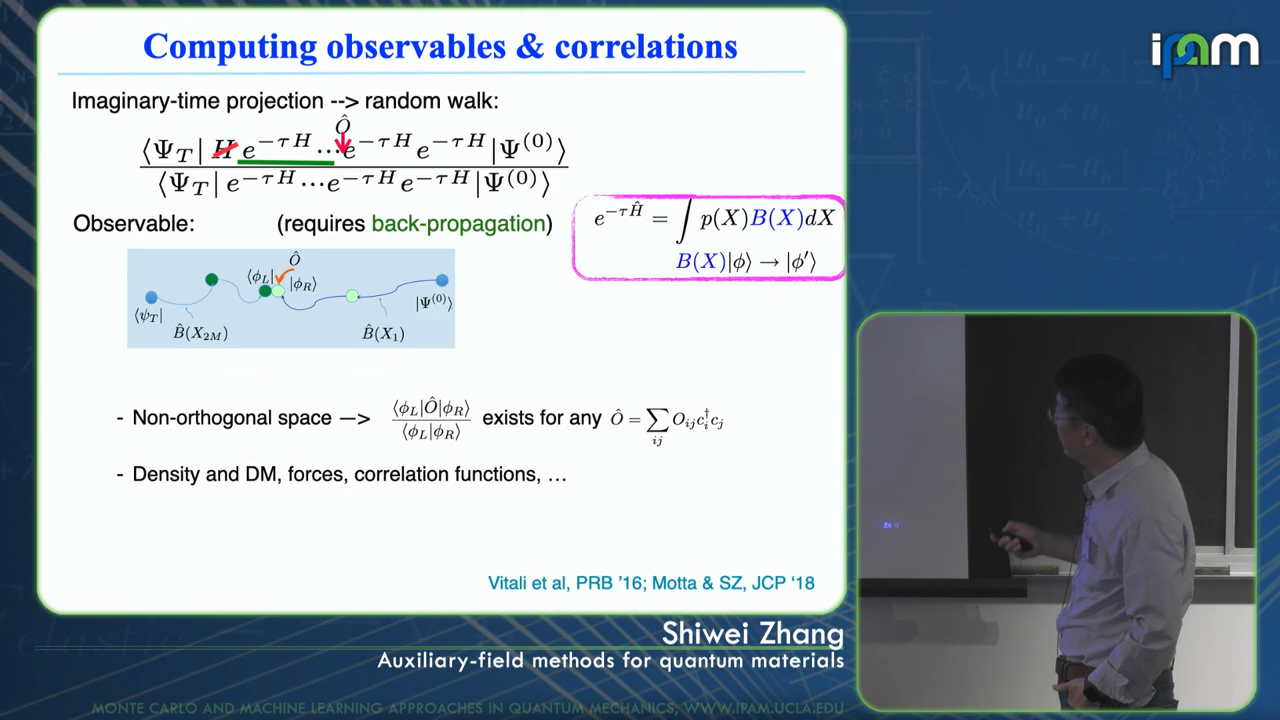 Computing observables & correlations
ipam
Imaginary-time projection --> random walk:
Ô
⟨Ψ_T| H e^{−τH} ⋯ e^{−τH} e^{−τH} |Ψ^{(0)}⟩
⟨Ψ_T| e^{−τH} ⋯ e^{−τH} e^{−τH} |Ψ^{(0)}⟩
Observable: (requires back-propagation)
e^{−τĤ} = ∫ p(X)B(X)dX
B(X)|ϕ⟩ → |ϕ′⟩
Ô
⟨ϕ_L| |ϕ_R⟩
⟨ψ_T| |Ψ^{(0)}⟩
B̂(X_{2M}) B̂(X_1)
- Non-orthogonal space —> ⟨ϕ_L|Ô|ϕ_R⟩ / ⟨ϕ_L|ϕ_R⟩ exists for any Ô = ∑_{ij} O_{ij} c_i^† c_j
- Density and DM, forces, correlation functions, …
Vitali et al, PRB '16; Motta & SZ, JCP '18
Shiwei Zhang
Auxiliary-field methods for quantum materials
MONTE CARLO AND MACHINE LEARNING APPROACHES IN QUANTUM MECHANICS, WWW.IPAM.UCLA.EDU